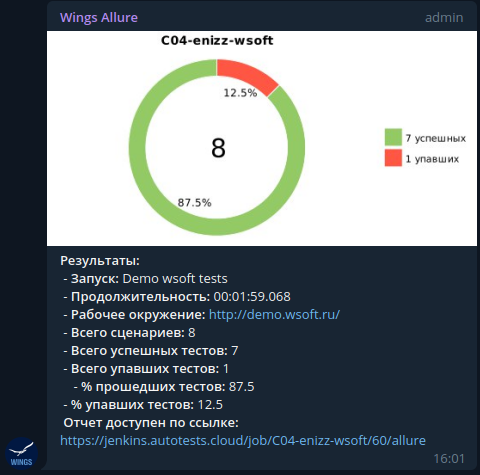 Wings Allure admin
C04-enizz-wsoft
12.5%
8
87.5%
7 успешных
1 упавших
Результаты:
- Запуск: Demo wsoft tests
- Продолжительность: 00:01:59.068
- Рабочее окружение: http://demo.wsoft.ru/
- Всего сценариев: 8
- Всего успешных тестов: 7
- Всего упавших тестов: 1
- % прошедших тестов: 87.5
- % упавших тестов: 12.5
Отчет доступен по ссылке:
https://jenkins.autotests.cloud/job/C04-enizz-wsoft/60/allure
WINGS
16:01